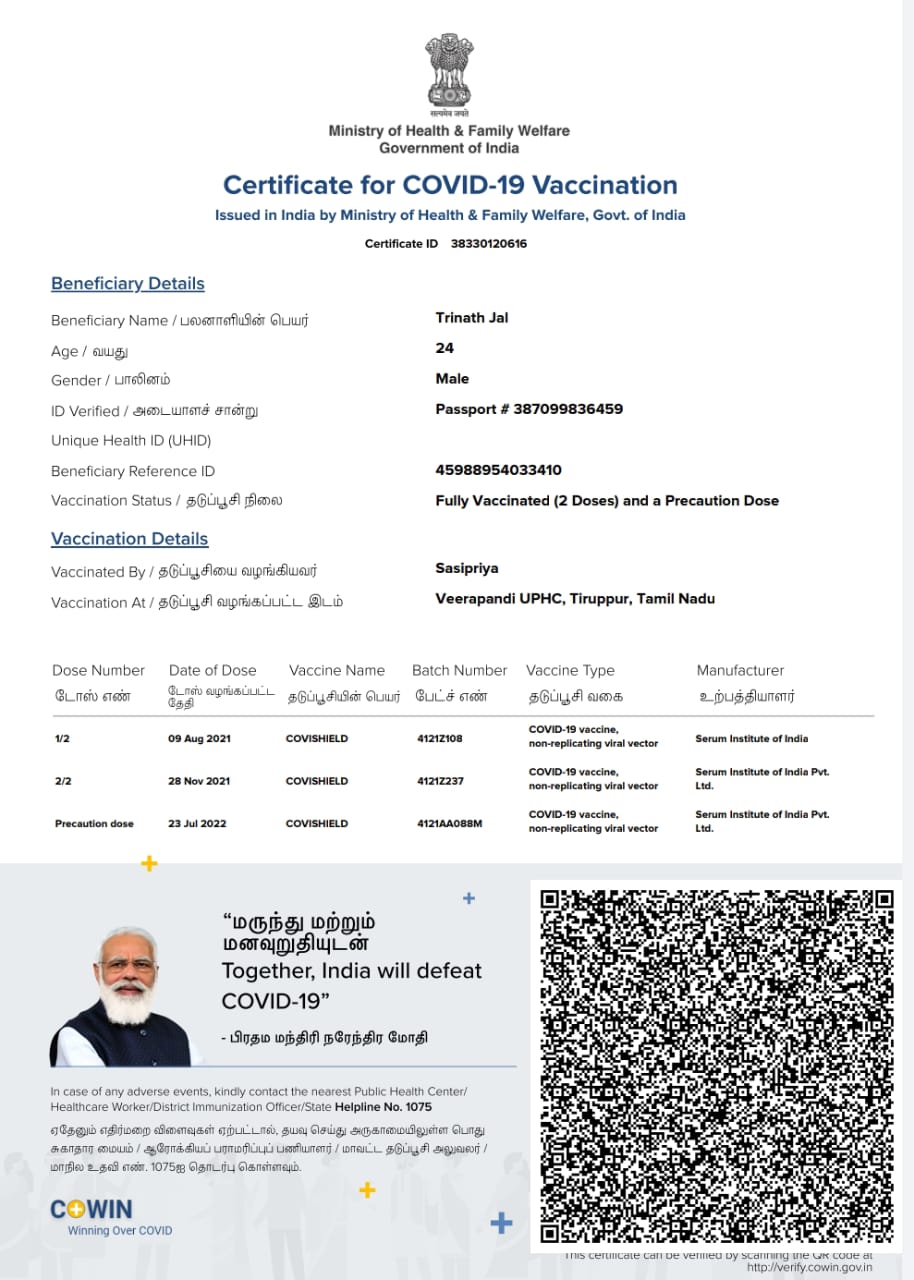 सत्यमेव जयते
Ministry of Health & Family Welfare
Government of India
Certificate for COVID-19 Vaccination
Issued in India by Ministry of Health & Family Welfare, Govt. of India
Certificate ID 38330120616
Beneficiary Details
Beneficiary Name / பலனாளியின் பெயர் Trinath Jal
Age / வயது 24
Gender / பாலினம் Male
ID Verified / அடையாளச் சான்று Passport # 387099836459
Unique Health ID (UHID)
Beneficiary Reference ID 45988954033410
Vaccination Status / தடுப்பூசி நிலை Fully Vaccinated (2 Doses) and a Precaution Dose
Vaccination Details
Vaccinated By / தடுப்பூசியை வழங்கியவர் Sasipriya
Vaccination At / தடுப்பூசி வழங்கப்பட்ட இடம் Veerapandi UPHC, Tiruppur, Tamil Nadu
Dose Number Date of Dose Vaccine Name Batch Number Vaccine Type Manufacturer
டோஸ் எண் டோஸ் வழங்கப்பட்ட தடுப்பூசியின் பெயர் பேட்ச் எண் தடுப்பூசி வகை உற்பத்தியாளர்
தேதி
COVID-19 vaccine,
1/2 09 Aug 2021 COVISHIELD 4121Z108 non-replicating viral vector Serum Institute of India
COVID-19 vaccine, Serum Institute of India Pvt.
2/2 28 Nov 2021 COVISHIELD 4121Z237 non-replicating viral vector Ltd.
COVID-19 vaccine, Serum Institute of India Pvt.
Precaution dose 23 Jul 2022 COVISHIELD 4121AA088M non-replicating viral vector Ltd.
“மருந்து மற்றும்
மனவுறுதியுடன்
Together, India will defeat
COVID-19”
- பிரதம மந்திரி நரேந்திர மோதி
In case of any adverse events, kindly contact the nearest Public Health Center/
Healthcare Worker/District Immunization Officer/State Helpline No. 1075
ஏதேனும் எதிர்மறை விளைவுகள் ஏற்பட்டால், தயவு செய்து அருகாமையிலுள்ள பொது
சுகாதார மையம் / ஆரோக்கியப் பராமரிப்புப் பணியாளர் / மாவட்ட தடுப்பூசி அலுவலர் /
மாநில உதவி எண். 1075ஐ தொடர்பு கொள்ளவும்.
COWIN
Winning Over COVID
This certificate can be verified by scanning the QR code at
http://verify.cowin.gov.in